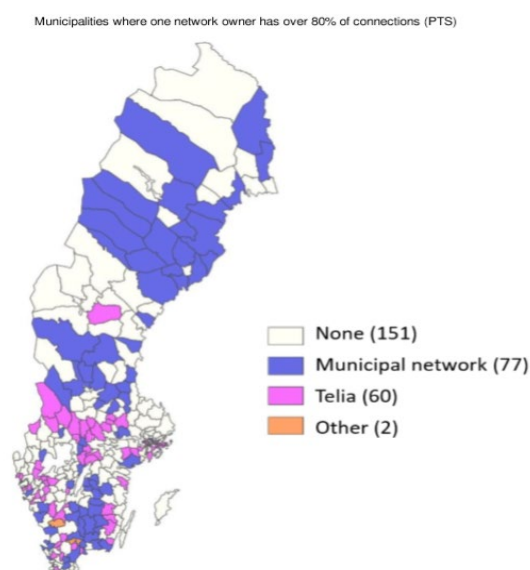 Municipalities where one network owner has over 80% of connections (PTS)
None (151)
Municipal network (77)
Telia (60)
Other (2)